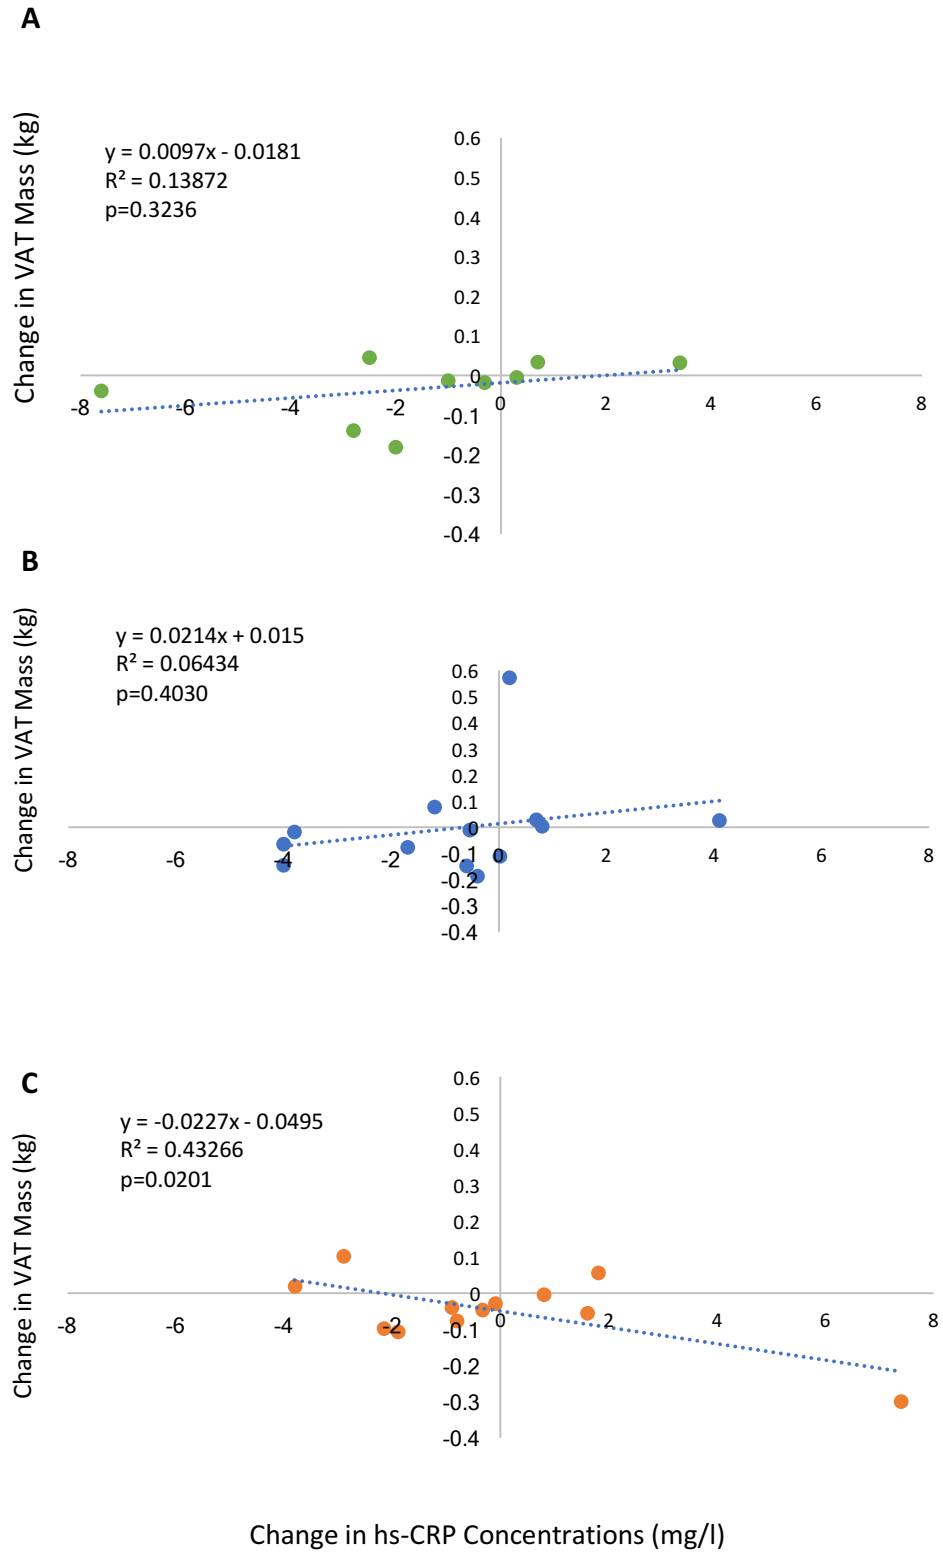 A
Change in VAT Mass (kg)
y = 0.0097x - 0.0181
R² = 0.13872
p=0.3236
0.6
0.5
0.4
0.3
0.2
0.1
0
-0.1
-0.2
-0.3
-0.4
-8 -6 -4 -2 0 2 4 6 8
B
Change in VAT Mass (kg)
y = 0.0214x + 0.015
R² = 0.06434
p=0.4030
0.6
0.5
0.4
0.3
0.2
0.1
0
-0.1
-0.2
-0.3
-0.4
-8 -6 -4 -2 0 2 4 6 8
C
Change in VAT Mass (kg)
y = -0.0227x - 0.0495
R² = 0.43266
p=0.0201
0.6
0.5
0.4
0.3
0.2
0.1
0
-0.1
-0.2
-0.3
-0.4
-8 -6 -4 -2 0 2 4 6 8
Change in hs-CRP Concentrations (mg/l)